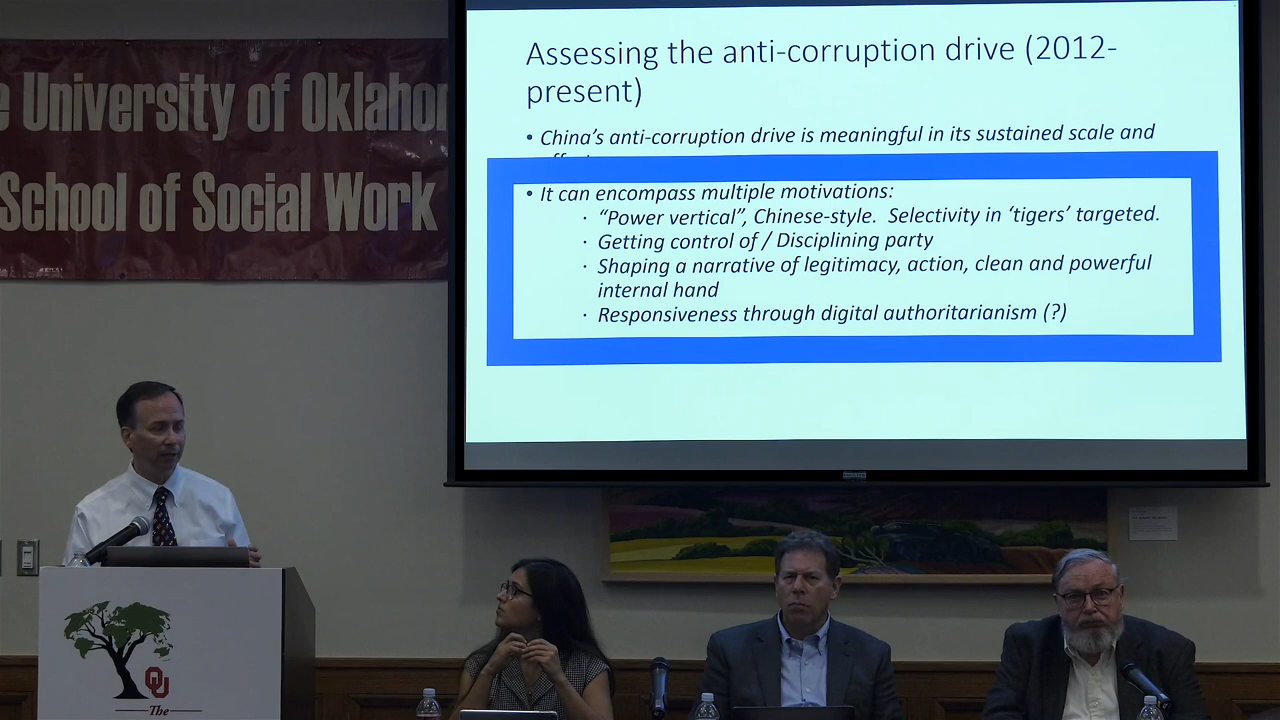 University of Oklahom
School of Social Work
Assessing the anti-corruption drive (2012-
present)
• China's anti-corruption drive is meaningful in its sustained scale and
• It can encompass multiple motivations:
· "Power vertical", Chinese-style. Selectivity in 'tigers' targeted.
· Getting control of / Disciplining party
· Shaping a narrative of legitimacy, action, clean and powerful
internal hand
· Responsiveness through digital authoritarianism (?)
OU
The